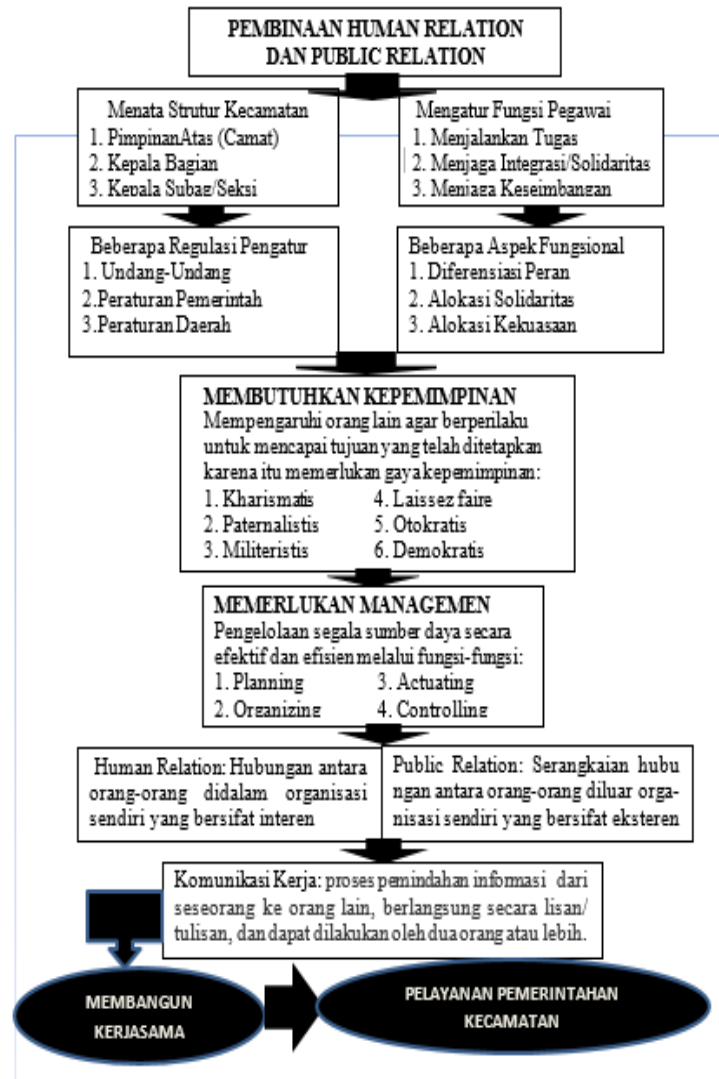 PEMBINAAN HUMAN RELATION
DAN PUBLIC RELATION
Menata Strutur Kecamatan
1. PimpinanAtas (Camat)
2. Kepala Bagian
3. Kepala Subag/Seksi
Mengatur Fungsi Pegawai
1. Menjalankan Tugas
2. Menjaga Integrasi/Solidaritas
3. Menjaga Keseimbangan
Beberapa Regulasi Pengatur
1. Undang-Undang
2.Peraturan Pemerintah
3.Peraturan Daerah
Beberapa Aspek Fungsional
1. Diferensiasi Peran
2. Alokasi Solidaritas
3. Alokasi Kekuasaan
MEMBUTUHKAN KEPEMIMPINAN
Mempengaruhi orang lain agar berperilaku
untuk mencapai tujuan yang telah ditetapkan
karena itu memerlukan gaya kepemimpinan:
1. Kharismatis 4. Laissez faire
2. Paternalistis 5. Otokratis
3. Militeristis 6. Demokratis
MEMERLUKAN MANAGEMEN
Pengelolaan segala sumber daya secara
efektif dan efisien melalui fungsi-fungsi:
1. Planning 3. Actuating
2. Organizing 4. Controlling
Human Relation: Hubungan antara
orang-orang didalam organisasi
sendiri yang bersifat interen
Public Relation: Serangkaian hubu
ngan antara orang-orang diluar orga-
nisasi sendiri yang bersifat eksteren
Komunikasi Kerja: proses pemindahan informasi dari
seseorang ke orang lain, berlangsung secara lisan/
tulisan, dan dapat dilakukan oleh dua orang atau lebih.
MEMBANGUN
KERJASAMA
PELAYANAN PEMERINTAHAN
KECAMATAN